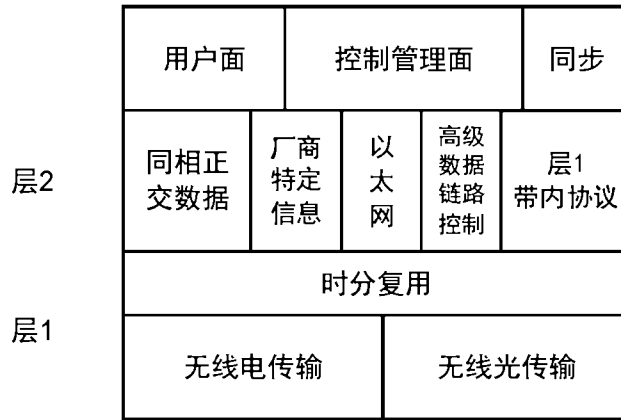 用户面
控制管理面
同步
层2
同相正
交数据
厂商
特定
信息
以
太
网
高级
数据
链路
控制
层1
带内协议
时分复用
层1
无线电传输
无线光传输